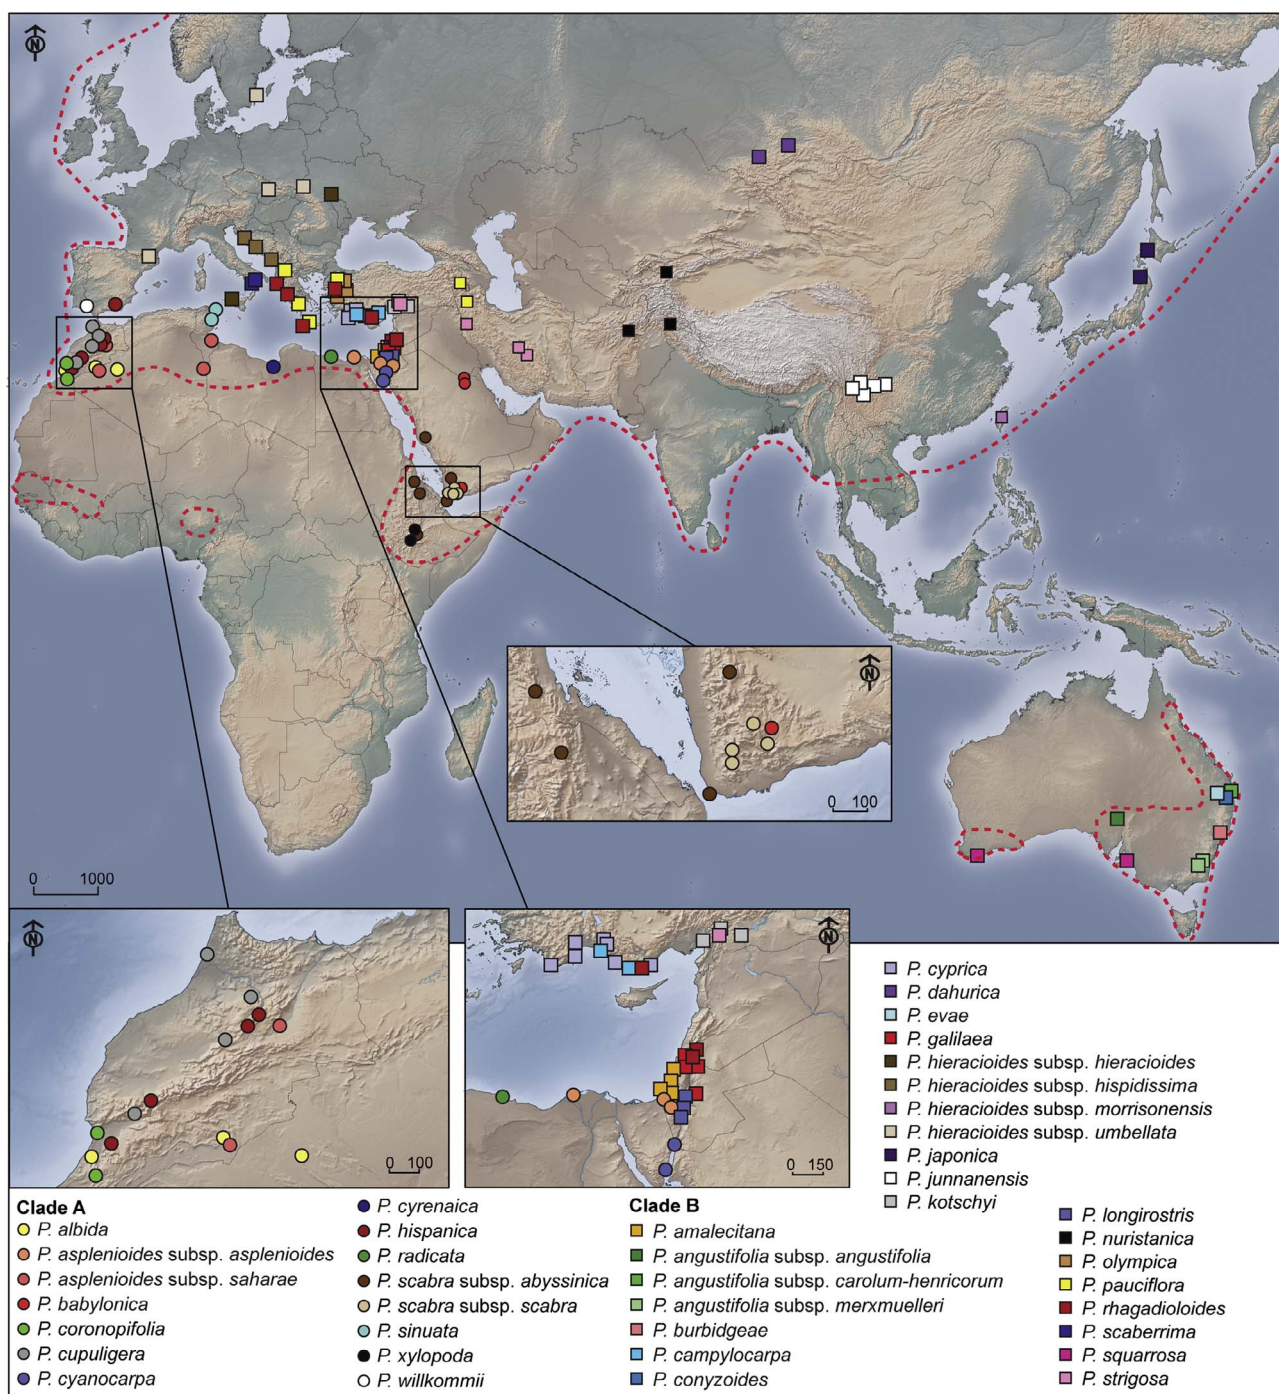 N
0 1000
N
0 100
N
0 100
N
0 150
Clade A
P. albida
P. asplenioides subsp. asplenioides
P. asplenioides subsp. saharae
P. babylonica
P. coronopifolia
P. cupuligera
P. cyanocarpa
P. cyrenaica
P. hispanica
P. radicata
P. scabra subsp. abyssinica
P. scabra subsp. scabra
P. sinuata
P. xylopoda
P. willkommii
Clade B
P. amalecitana
P. angustifolia subsp. angustifolia
P. angustifolia subsp. carolum-henricorum
P. angustifolia subsp. merxmuelleri
P. burbidgeae
P. campylocarpa
P. conyzoides
P. cyprica
P. dahurica
P. evae
P. galilaea
P. hieracioides subsp. hieracioides
P. hieracioides subsp. hispidissima
P. hieracioides subsp. morrisonensis
P. hieracioides subsp. umbellata
P. japonica
P. junnanensis
P. kotschyi
P. longirostris
P. nuristanica
P. olympica
P. pauciflora
P. rhagadioloides
P. scaberrima
P. squarrosa
P. strigosa